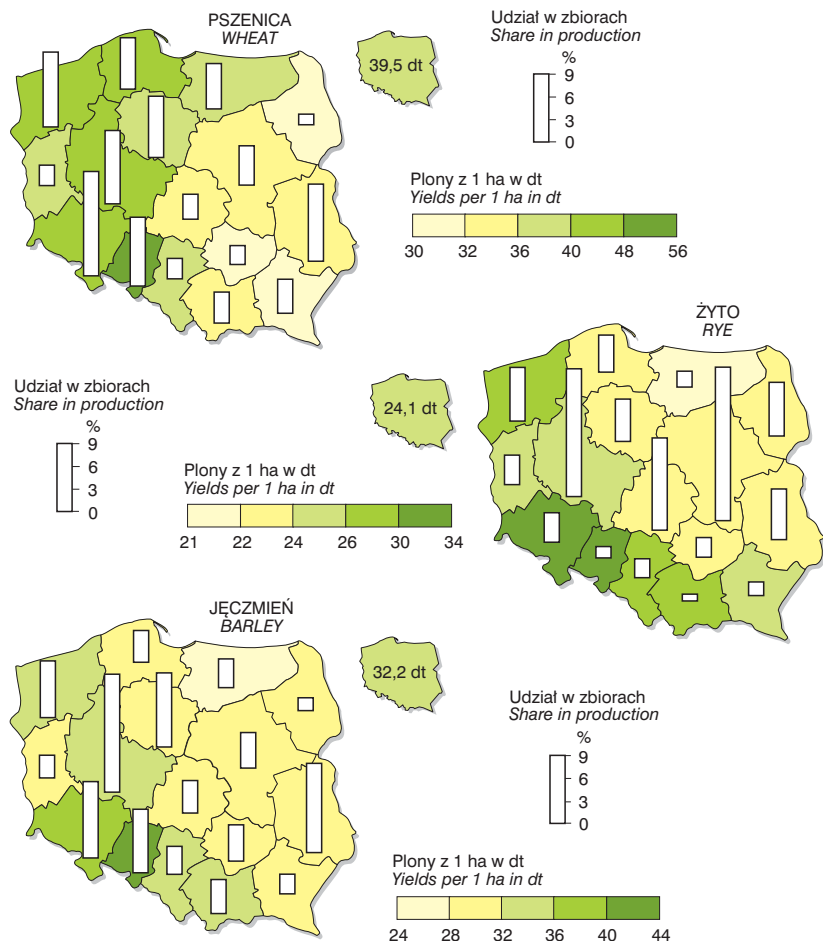 PSZENICA
WHEAT
39,5 dt
Udział w zbiorach
Share in production
%
9
6
3
0
Plony z 1 ha w dt
Yields per 1 ha in dt
30 32 36 40 48 56
ŻYTO
RYE
Udział w zbiorach
Share in production
%
9
6
3
0
24,1 dt
Plony z 1 ha w dt
Yields per 1 ha in dt
21 22 24 26 30 34
JĘCZMIEŃ
BARLEY
32,2 dt
Udział w zbiorach
Share in production
%
9
6
3
0
Plony z 1 ha w dt
Yields per 1 ha in dt
24 28 32 36 40 44